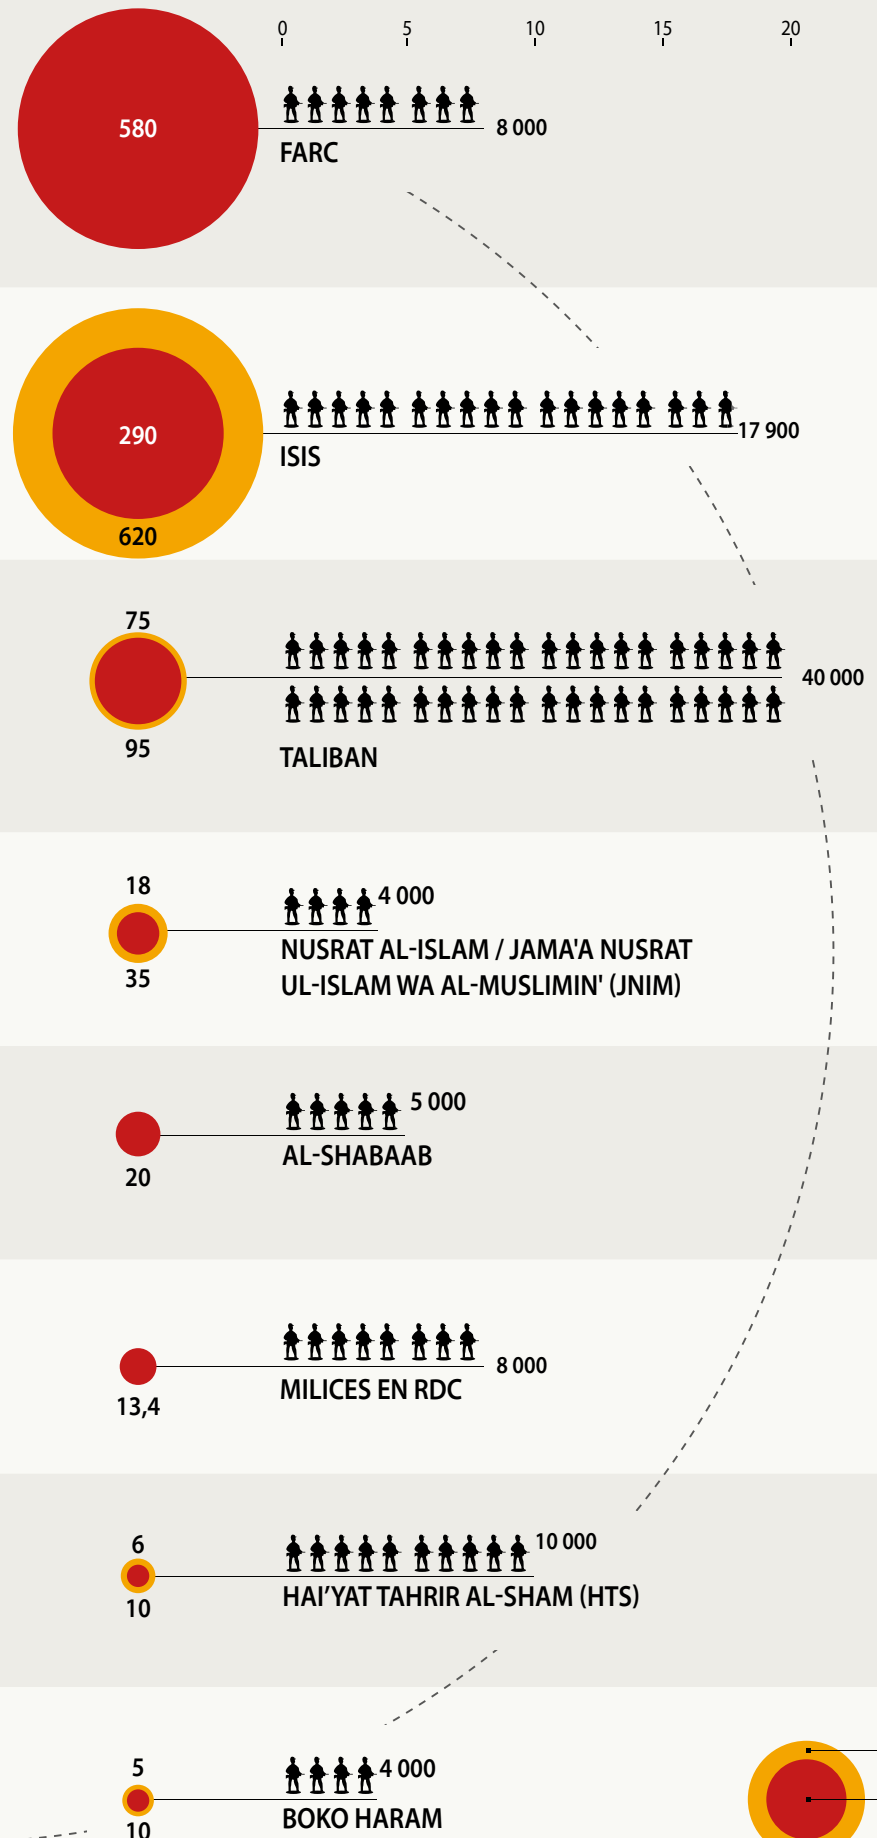 0 5 10 15 20
580
8 000
FARC
290
17 900
ISIS
620
75
40 000
95
TALIBAN
18
4 000
35
NUSRAT AL-ISLAM / JAMA'A NUSRAT
UL-ISLAM WA AL-MUSLIMIN' (JNIM)
5 000
AL-SHABAAB
20
8 000
MILICES EN RDC
13,4
6
10 000
10
HAI’YAT TAHRIR AL-SHAM (HTS)
5
4 000
BOKO HARAM
10